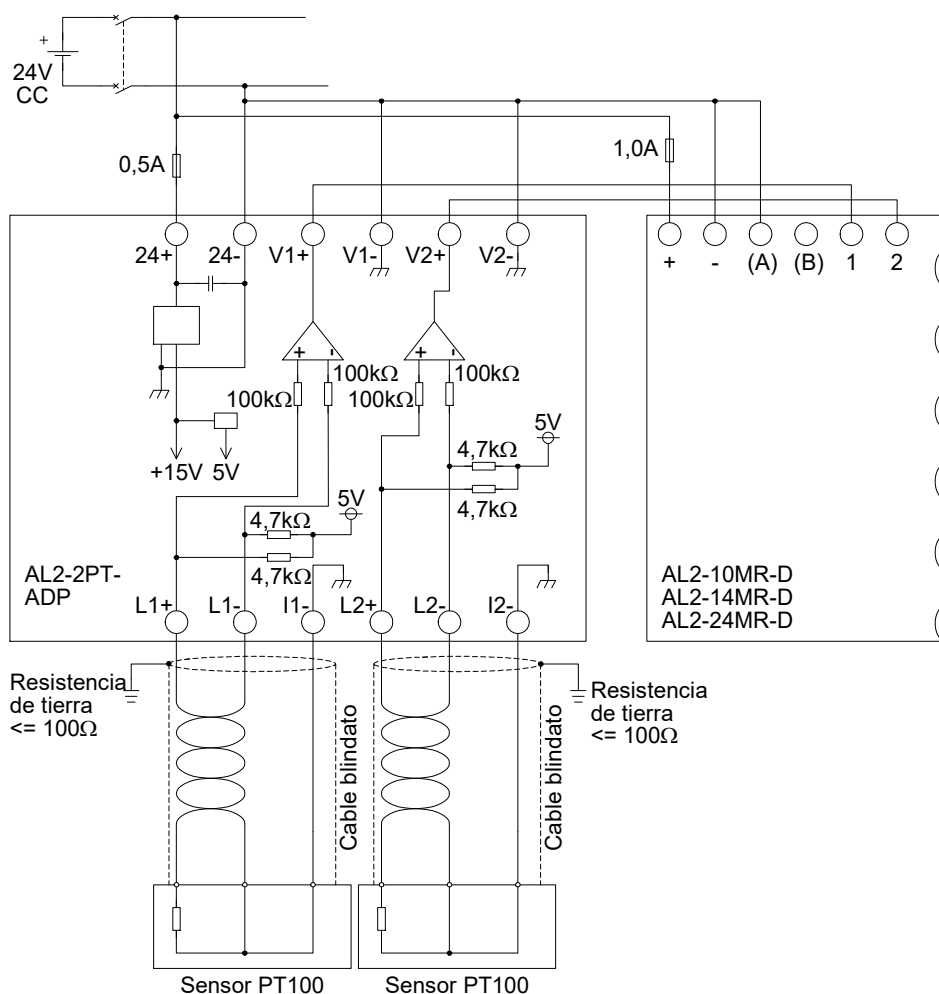 +
24V
CC
0,5A
1,0A
24+ 24- V1+ V1- V2+ V2-
+ - (A) (B) 1 2
+ - + -
100kΩ 100kΩ
100kΩ 100kΩ
5V
4,7kΩ
4,7kΩ
+15V 5V
5V
4,7kΩ
4,7kΩ
AL2-2PT-
ADP
AL2-10MR-D
AL2-14MR-D
AL2-24MR-D
L1+ L1- I1- L2+ L2- I2-
Resistencia
de tierra
<= 100Ω
Cable blindato
Resistencia
de tierra
<= 100Ω
Cable blindato
Sensor PT100
Sensor PT100